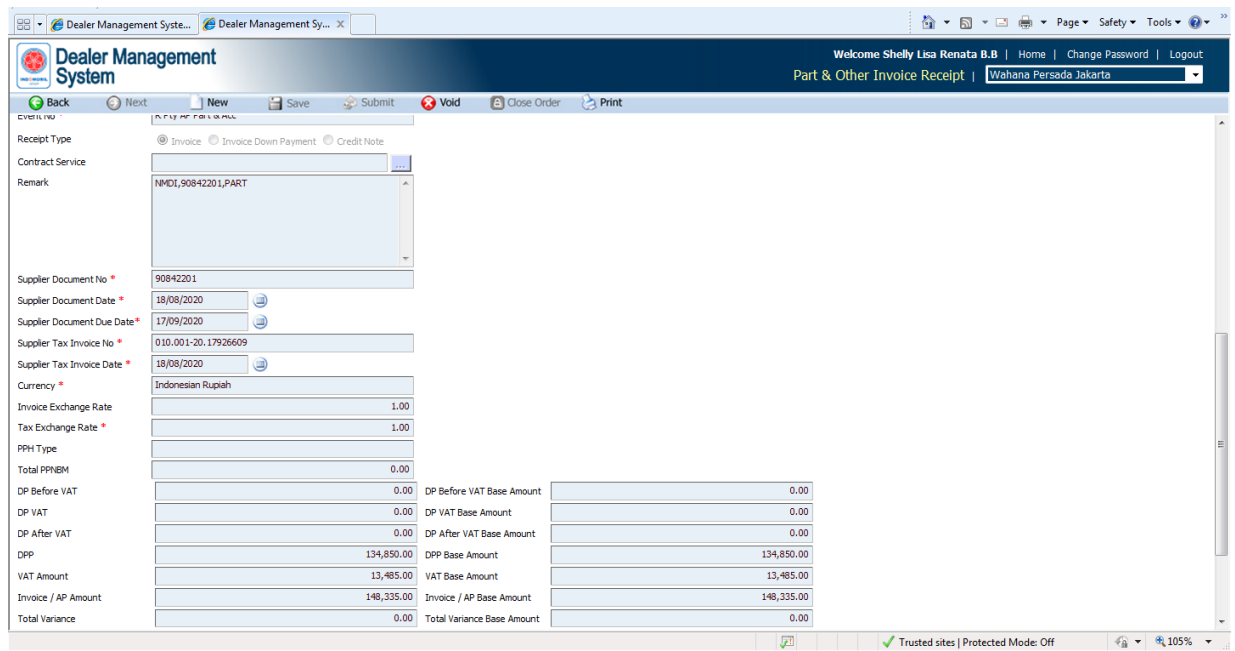 Dealer Management Syste... Dealer Management Sy... X Page Safety Tools »
Dealer Management System
INDOMOBIL
Welcome Shelly Lisa Renata B.B | Home | Change Password | Logout
Part & Other Invoice Receipt | Wahana Persada Jakarta
Back Next New Save Submit Void Close Order Print
Event No * R Pty AP Part & Acc
Receipt Type Invoice Invoice Down Payment Credit Note
Contract Service ...
Remark NMDI,90842201,PART
Supplier Document No * 90842201
Supplier Document Date * 18/08/2020
Supplier Document Due Date* 17/09/2020
Supplier Tax Invoice No * 010.001-20.17926609
Supplier Tax Invoice Date * 18/08/2020
Currency * Indonesian Rupiah
Invoice Exchange Rate 1.00
Tax Exchange Rate * 1.00
PPH Type
Total PPNBM 0.00
DP Before VAT 0.00 DP Before VAT Base Amount 0.00
DP VAT 0.00 DP VAT Base Amount 0.00
DP After VAT 0.00 DP After VAT Base Amount 0.00
DPP 134,850.00 DPP Base Amount 134,850.00
VAT Amount 13,485.00 VAT Base Amount 13,485.00
Invoice / AP Amount 148,335.00 Invoice / AP Base Amount 148,335.00
Total Variance 0.00 Total Variance Base Amount 0.00
Trusted sites | Protected Mode: Off 105%